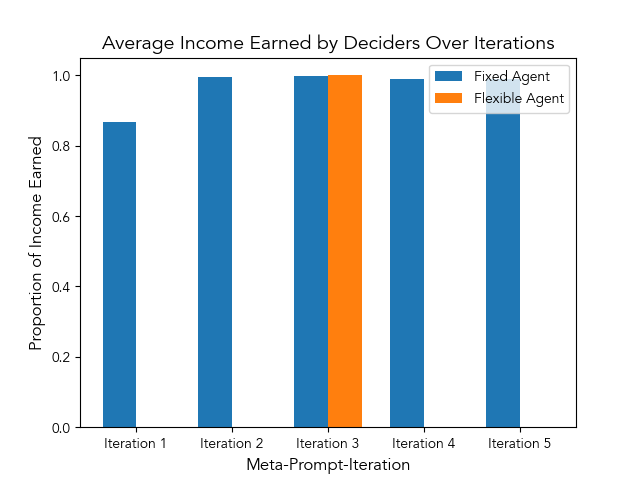 Average Income Earned by Deciders Over Iterations
Fixed Agent
Flexible Agent
1.0
0.8
0.6
0.4
0.2
0.0
Proportion of Income Earned
Iteration 1
Iteration 2
Iteration 3
Iteration 4
Iteration 5
Meta-Prompt-Iteration